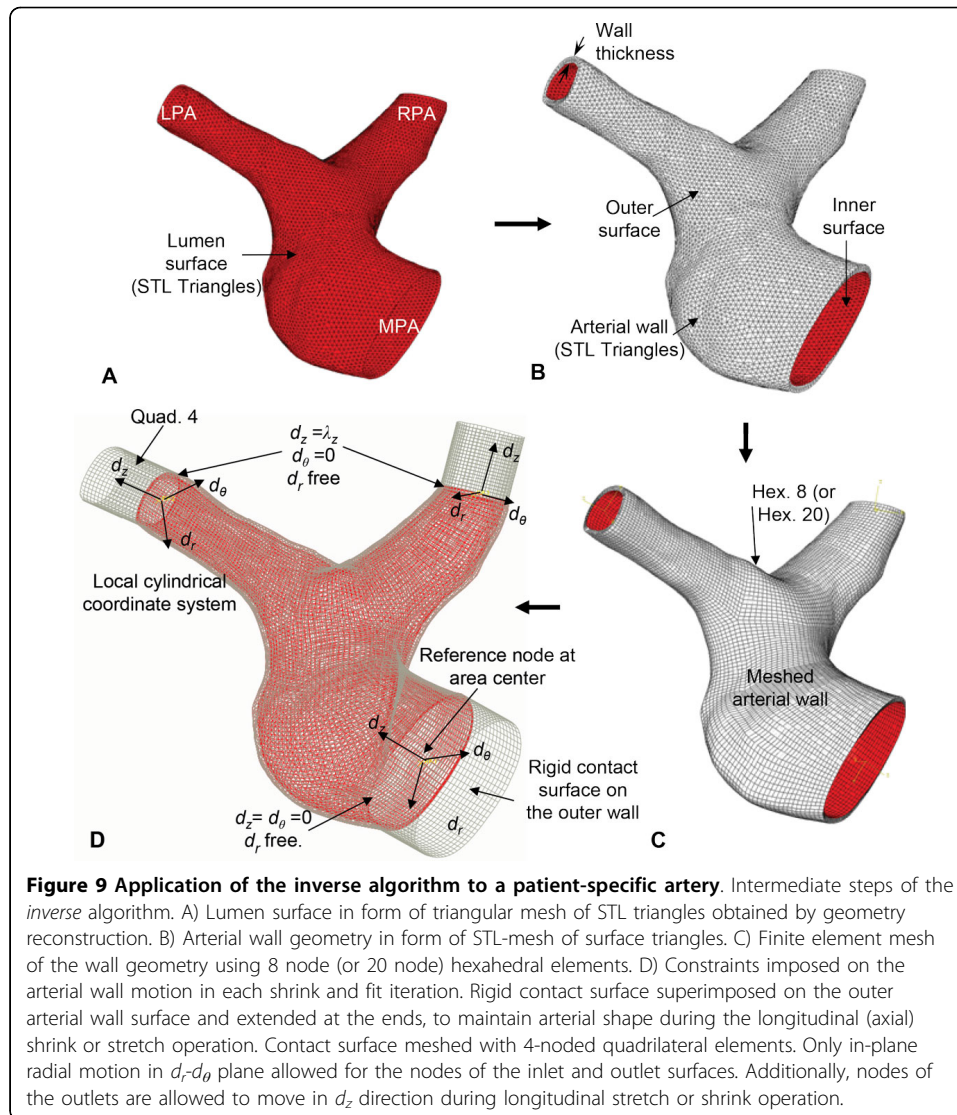 Wall
thickness
LPA
RPA
Outer
surface
Inner
surface
Lumen
surface
(STL Triangles)
MPA
Arterial wall
(STL Triangles)
A
B
Quad. 4
d_z =λ_z
d_θ =0
d_r free
d_z
d_θ
d_r
d_z
d_r
d_θ
Local cylindrical
coordinate system
Hex. 8 (or
Hex. 20)
Reference node at
area center
Meshed
arterial wall
d_z
d_θ
Rigid contact
surface on
the outer wall
d_z= d_θ =0
d_r free.
d_r
D
C
Figure 9 Application of the inverse algorithm to a patient-specific artery. Intermediate steps of the
inverse algorithm. A) Lumen surface in form of triangular mesh of STL triangles obtained by geometry
reconstruction. B) Arterial wall geometry in form of STL-mesh of surface triangles. C) Finite element mesh
of the wall geometry using 8 node (or 20 node) hexahedral elements. D) Constraints imposed on the
arterial wall motion in each shrink and fit iteration. Rigid contact surface superimposed on the outer
arterial wall surface and extended at the ends, to maintain arterial shape during the longitudinal (axial)
shrink or stretch operation. Contact surface meshed with 4-noded quadrilateral elements. Only in-plane
radial motion in d_r-d_θ plane allowed for the nodes of the inlet and outlet surfaces. Additionally, nodes of
the outlets are allowed to move in d_z direction during longitudinal stretch or shrink operation.